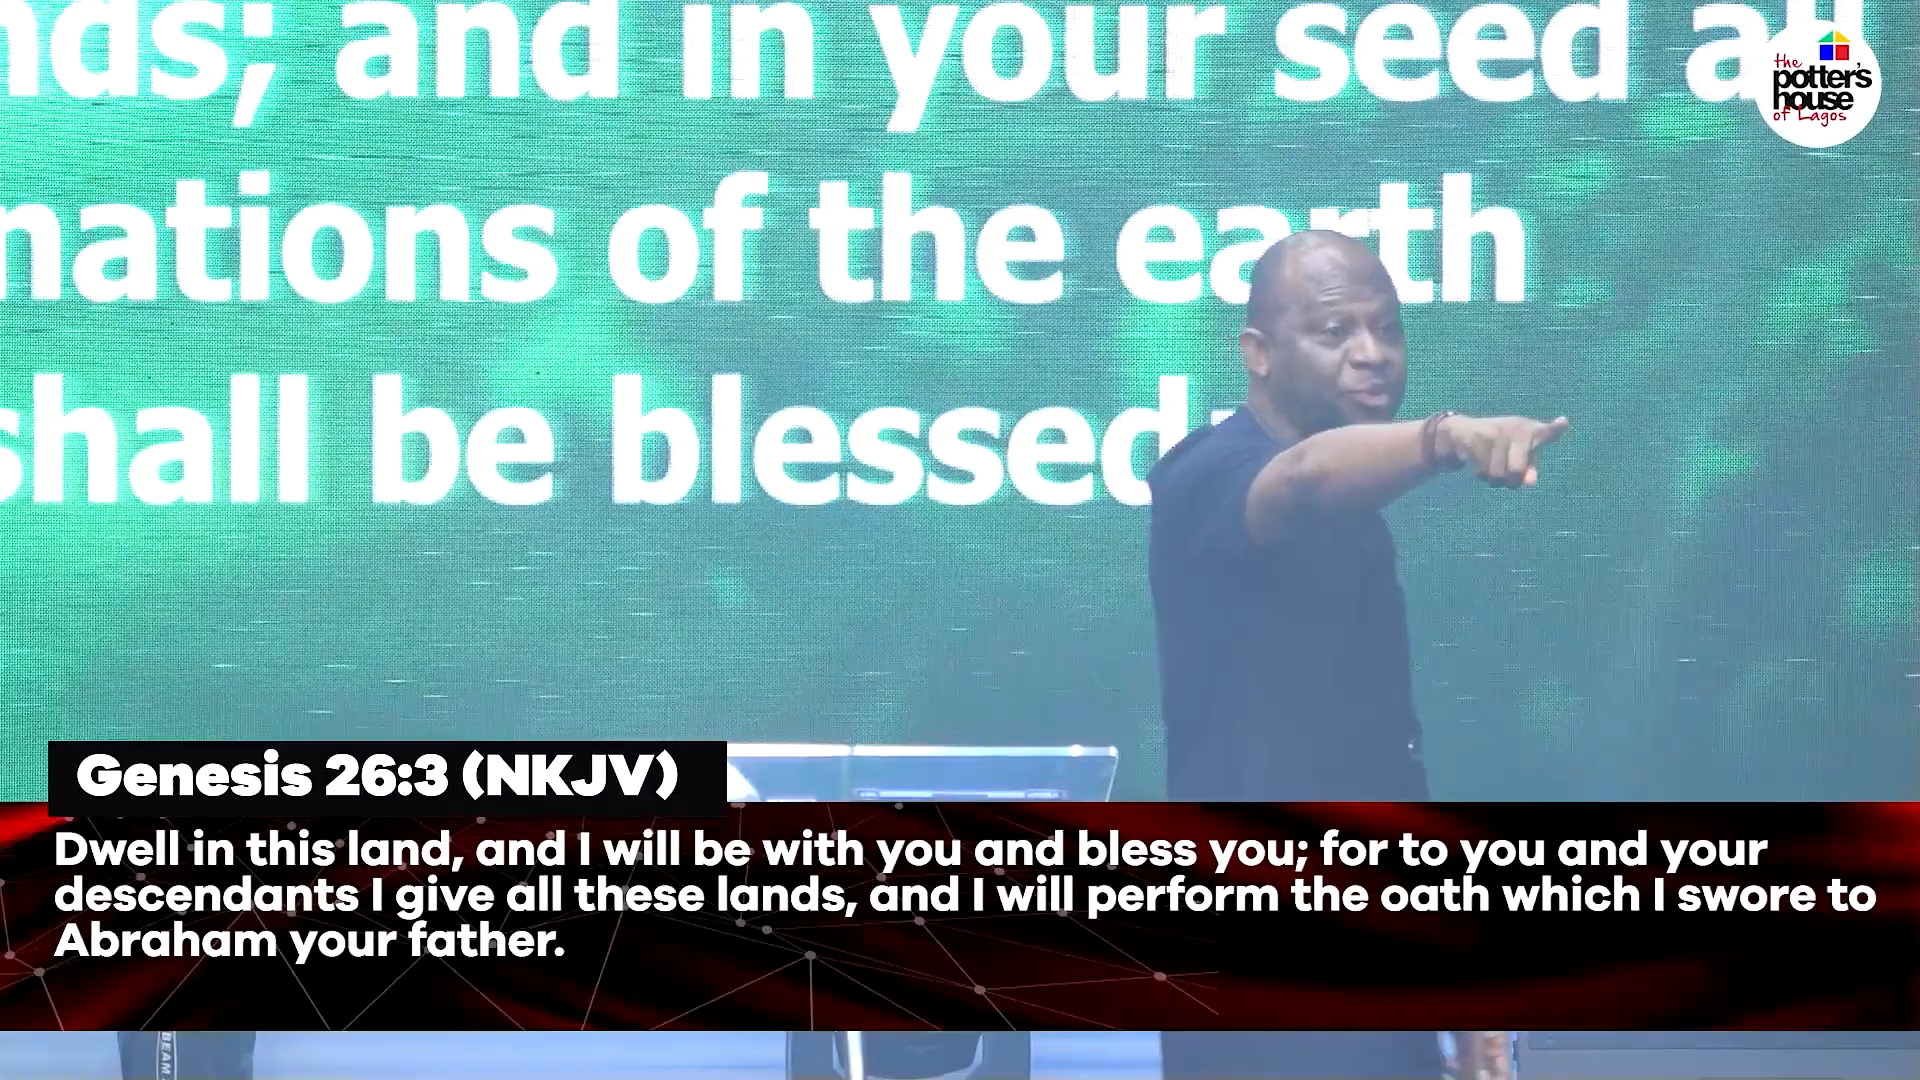 nds; and in your seed all
nations of the earth
shall be blessed;
the
potter's
house
of Lagos
Genesis 26:3 (NKJV)
Dwell in this land, and I will be with you and bless you; for to you and your
descendants I give all these lands, and I will perform the oath which I swore to
Abraham your father.
BEAM